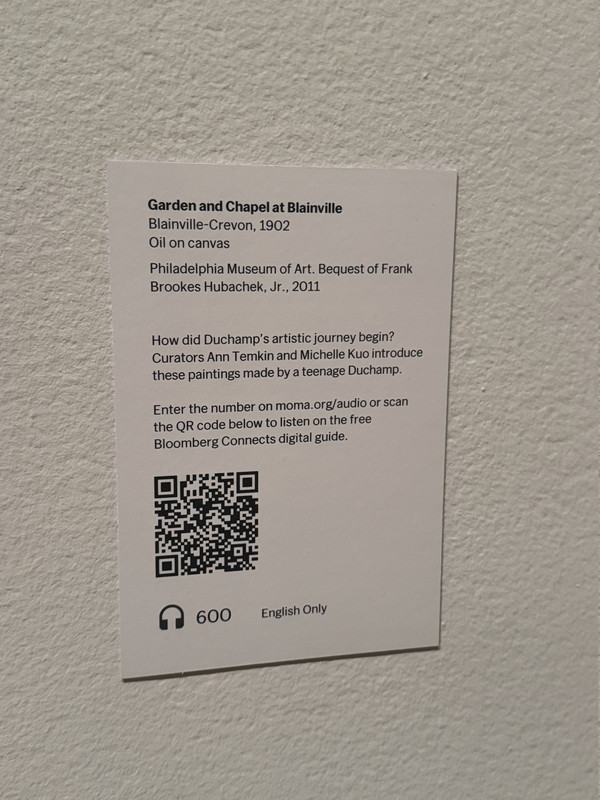 Garden and Chapel at Blainville
Blainville-Crevon, 1902
Oil on canvas
Philadelphia Museum of Art. Bequest of Frank
Brookes Hubachek, Jr., 2011
How did Duchamp's artistic journey begin?
Curators Ann Temkin and Michelle Kuo introduce
these paintings made by a teenage Duchamp.
Enter the number on moma.org/audio or scan
the QR code below to listen on the free
Bloomberg Connects digital guide.
600 English Only